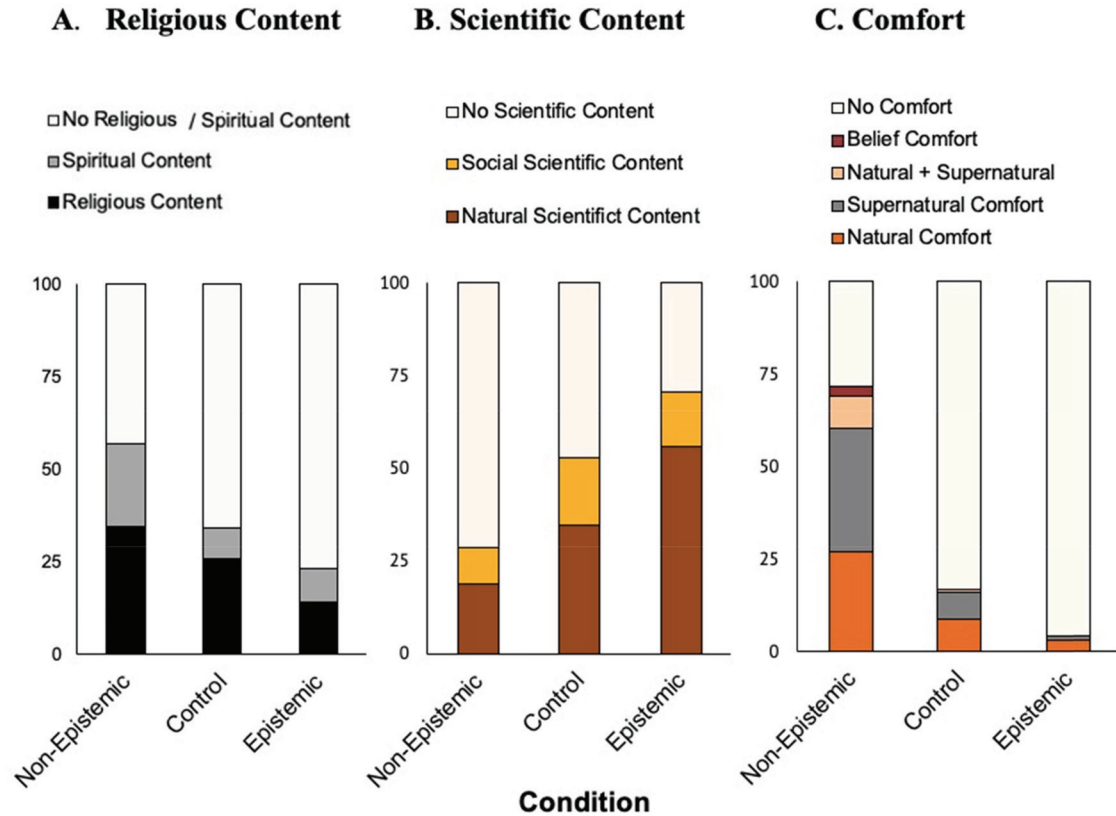 A. Religious Content
No Religious / Spiritual Content
Spiritual Content
Religious Content
100
75
50
25
0
Non-Epistemic
Control
Epistemic
B. Scientific Content
No Scientific Content
Social Scientific Content
Natural Scientifict Content
100
75
50
25
0
Non-Epistemic
Control
Epistemic
C. Comfort
No Comfort
Belief Comfort
Natural + Supernatural
Supernatural Comfort
Natural Comfort
100
75
50
25
0
Non-Epistemic
Control
Epistemic
Condition